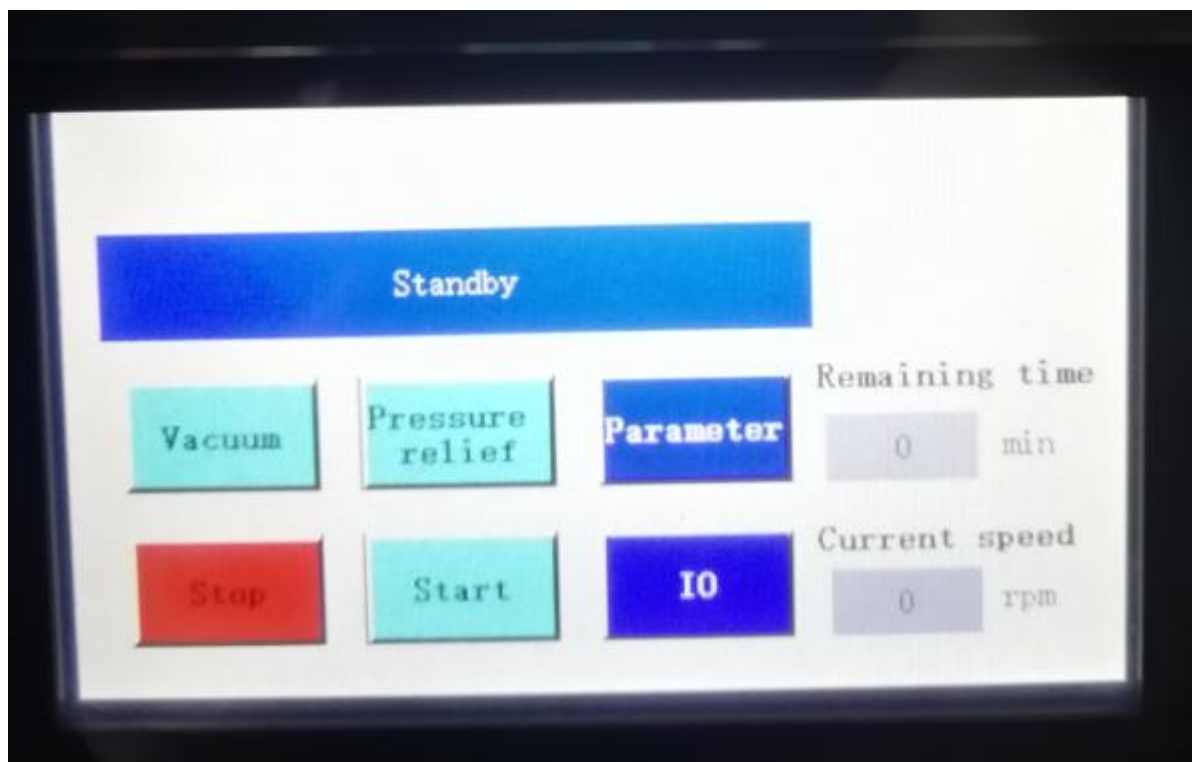 Standby
Vacuum
Pressure
relief
Parameter
Remaining time
0 min
Stop
Start
IO
Current speed
0 rpm